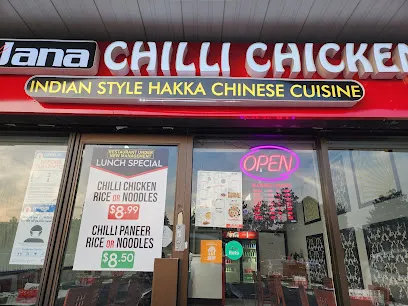 Jana CHILLI CHICKEN
INDIAN STYLE HAKKA CHINESE CUISINE
RESTAURANT UNDER
NEW MANAGEMENT
LUNCH SPECIAL
CHILLI CHICKEN
RICE OR NOODLES
$8.99
CHILLI PANEER
RICE OR NOODLES
$8.50
OPEN